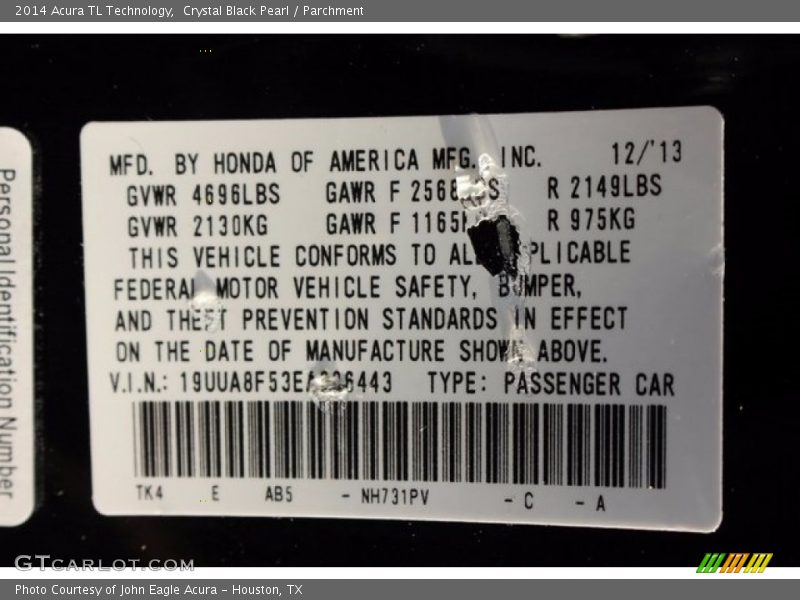 2014 Acura TL Technology, Crystal Black Pearl / Parchment
Personal Identification Number
MFD. BY HONDA OF AMERICA MFG. INC. 12/'13
GVWR 4696LBS GAWR F R 2149LBS
GVWR 2130KG GAWR F R 975KG
THIS VEHICLE CONFORMS TO
FEDERAL MOTOR VEHICLE SAFETY, BUMPER,
AND THEFT PREVENTION STANDARDS IN EFFECT
ON THE DATE OF MANUFACTURE SHOWN ABOVE.
V.I.N.: TYPE: PASSENGER CAR
TK4 E AB5 - NH731PV - C - A
GTCARLOT.COM
Photo Courtesy of John Eagle Acura - Houston, TX